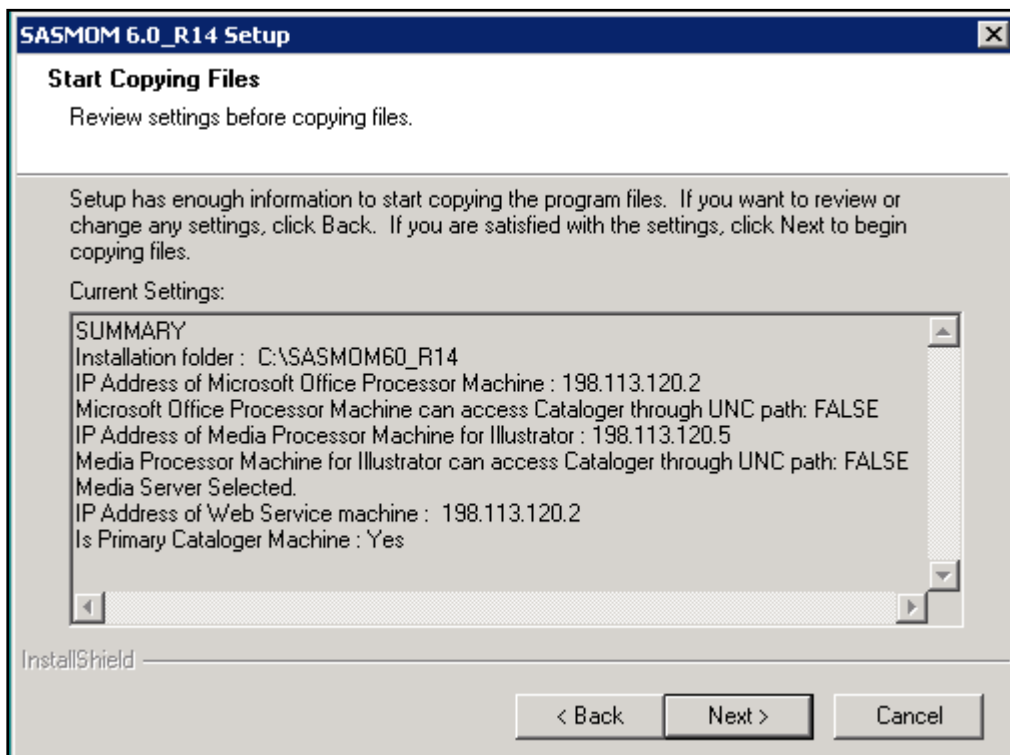 SASMOM 6.0_R14 Setup
Start Copying Files
Review settings before copying files.
Setup has enough information to start copying the program files.  If you want to review or
change any settings, click Back.  If you are satisfied with the settings, click Next to begin
copying files.
Current Settings:
SUMMARY
Installation folder :  C:\SASMOM60_R14
IP Address of Microsoft Office Processor Machine : 198.113.120.2
Microsoft Office Processor Machine can access Cataloger through UNC path: FALSE
IP Address of Media Processor Machine for Illustrator : 198.113.120.5
Media Processor Machine for Illustrator can access Cataloger through UNC path: FALSE
Media Server Selected.
IP Address of Web Service machine :  198.113.120.2
Is Primary Cataloger Machine : Yes
InstallShield
< Back
Next >
Cancel